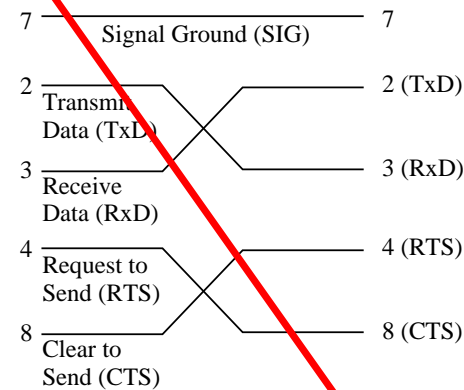 7 Signal Ground (SIG) 7
2 2 (TxD)
Transmit
Data (TxD)
3 3 (RxD)
Receive
Data (RxD)
4 4 (RTS)
Request to
Send (RTS)
8 8 (CTS)
Clear to
Send (CTS)